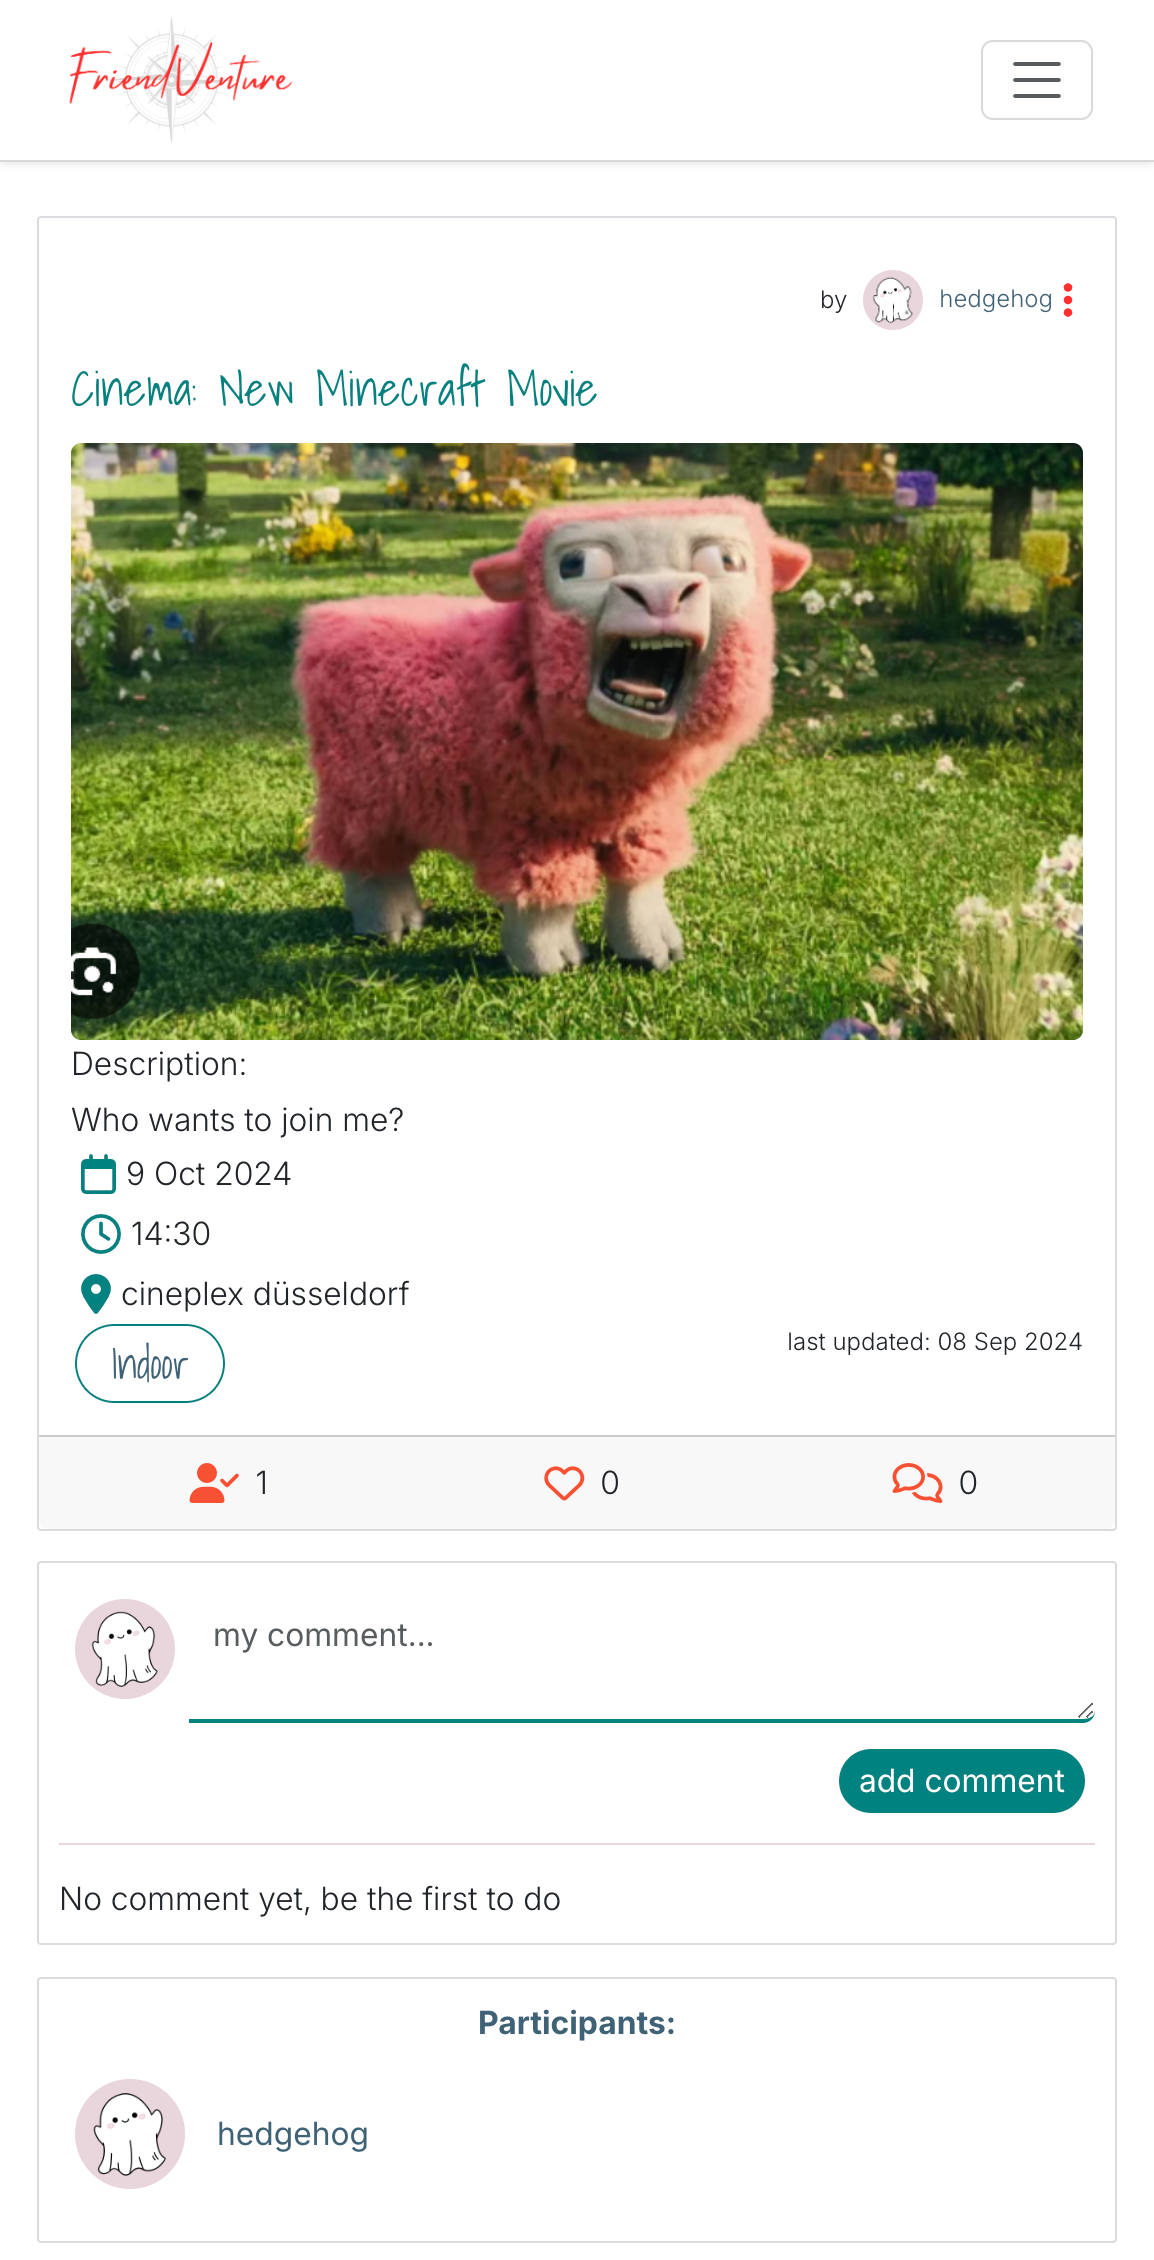 FriendVenture
by hedgehog
Cinema: New Minecraft Movie
Description:
Who wants to join me?
9 Oct 2024
14:30
cineplex düsseldorf
Indoor
last updated: 08 Sep 2024
1 0 0
my comment...
add comment
No comment yet, be the first to do
Participants:
hedgehog